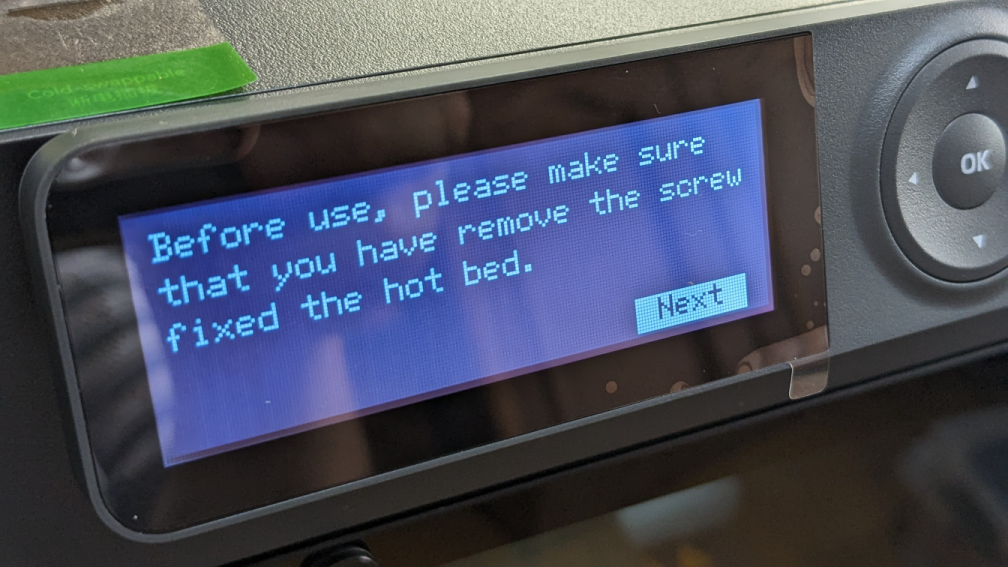 Cold-swappable
Before use, please make sure
that you have remove the screw
fixed the hot bed.
Next
OK